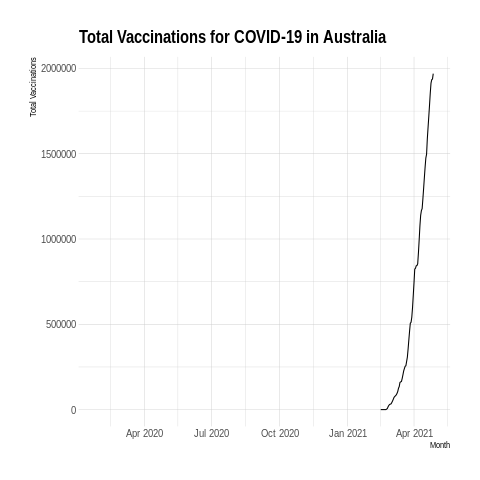 Total Vaccinations for COVID-19 in Australia
Total Vaccinations
2000000
1500000
1000000
500000
0
Apr 2020 Jul 2020 Oct 2020 Jan 2021 Apr 2021
Month